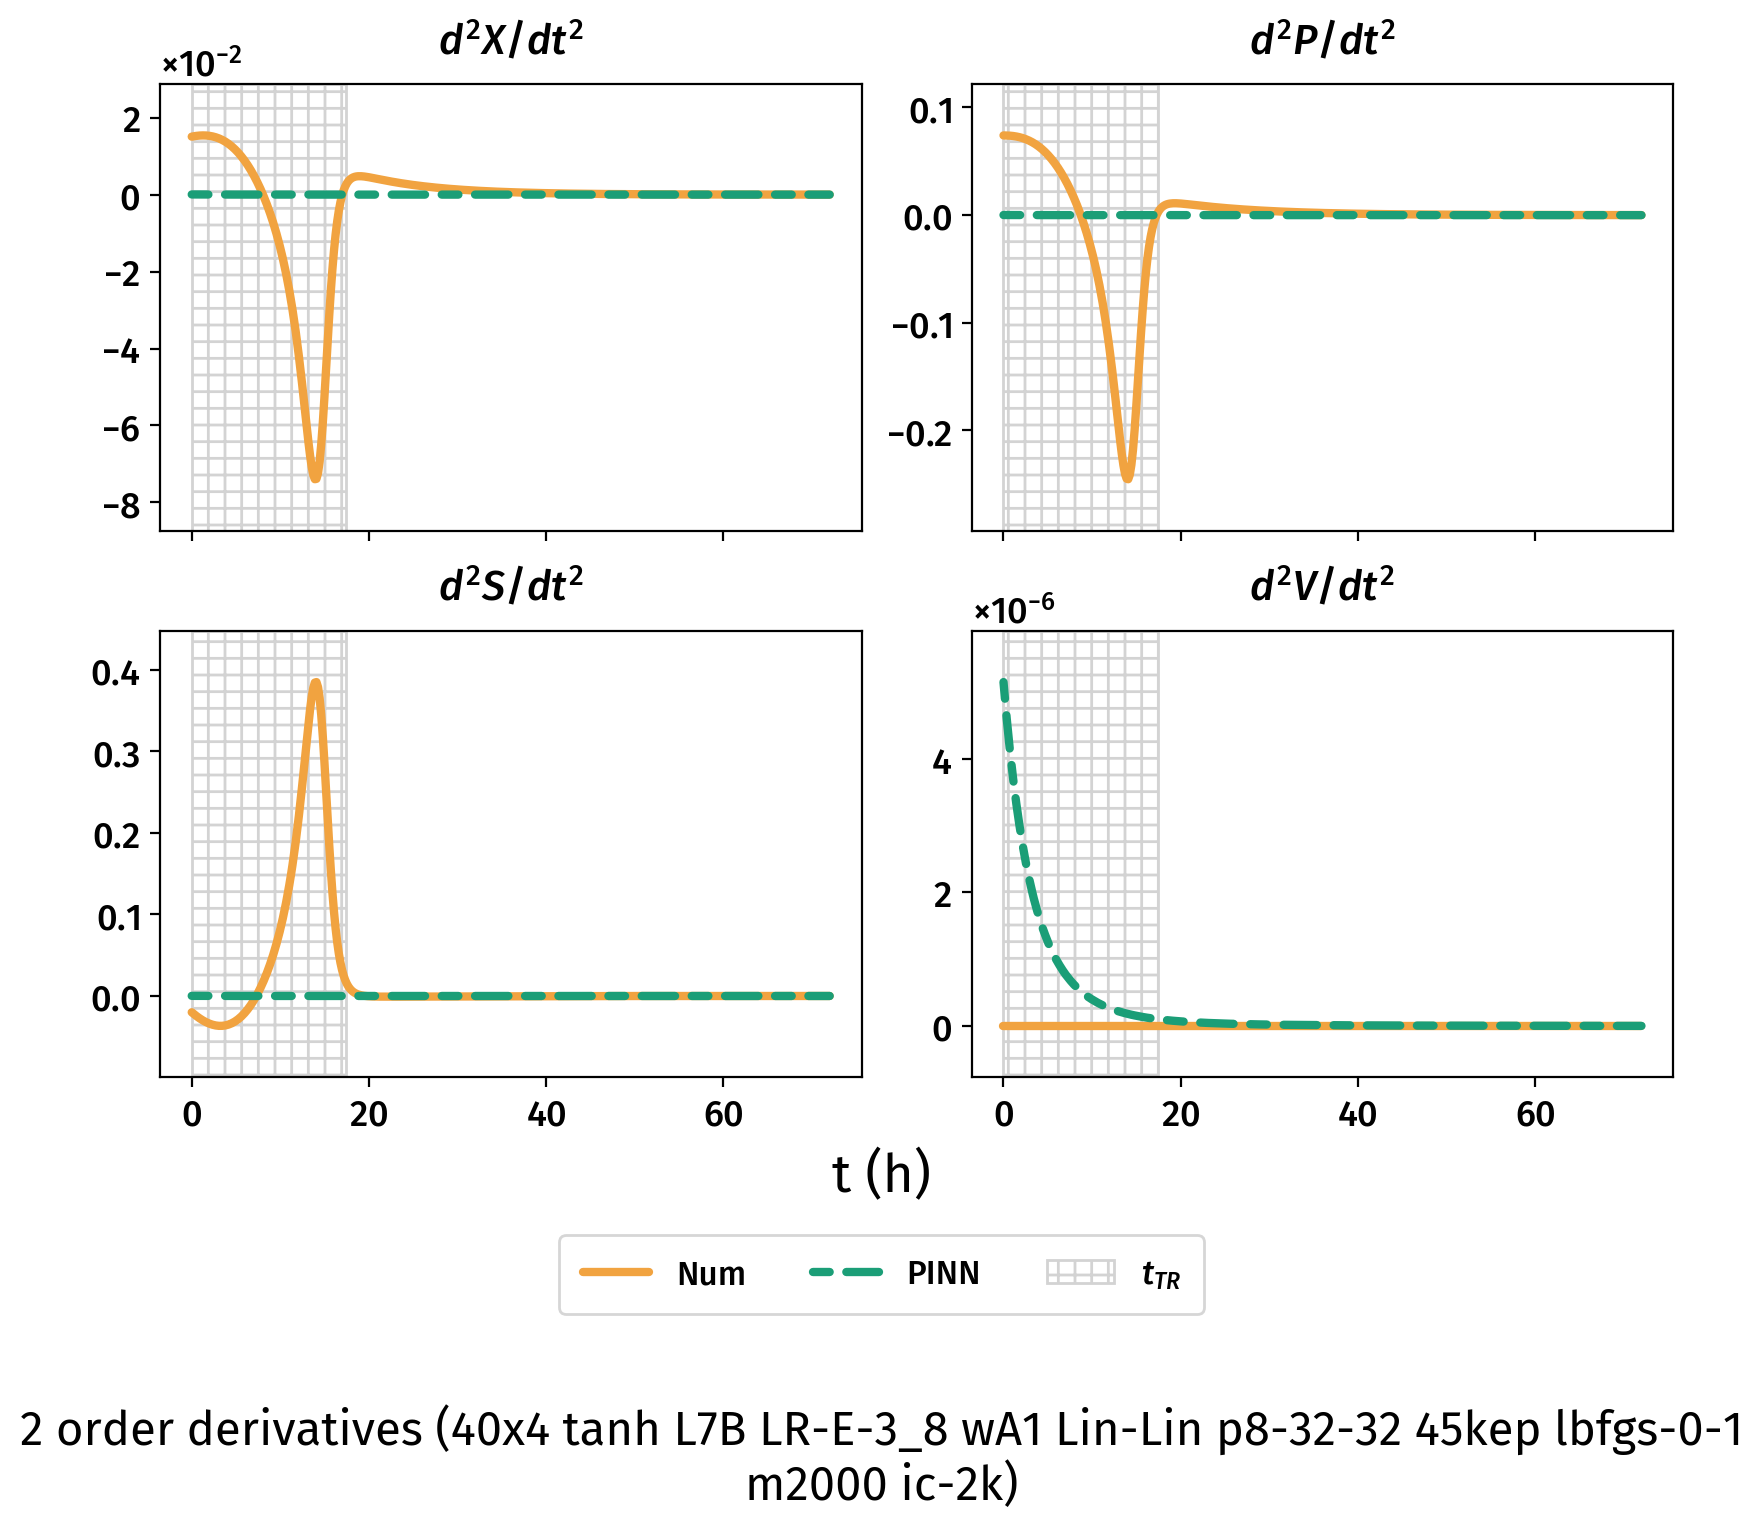 d²X/dt²
×10⁻²
2
0
−2
−4
−6
−8
d²P/dt²
0.1
0.0
−0.1
−0.2
d²S/dt²
0.4
0.3
0.2
0.1
0.0
0 20 40 60
d²V/dt²
×10⁻⁶
4
2
0
0 20 40 60
t (h)
Num PINN t_TR
2 order derivatives (40x4 tanh L7B LR-E-3_8 wA1 Lin-Lin p8-32-32 45kep lbfgs-0-1
m2000 ic-2k)